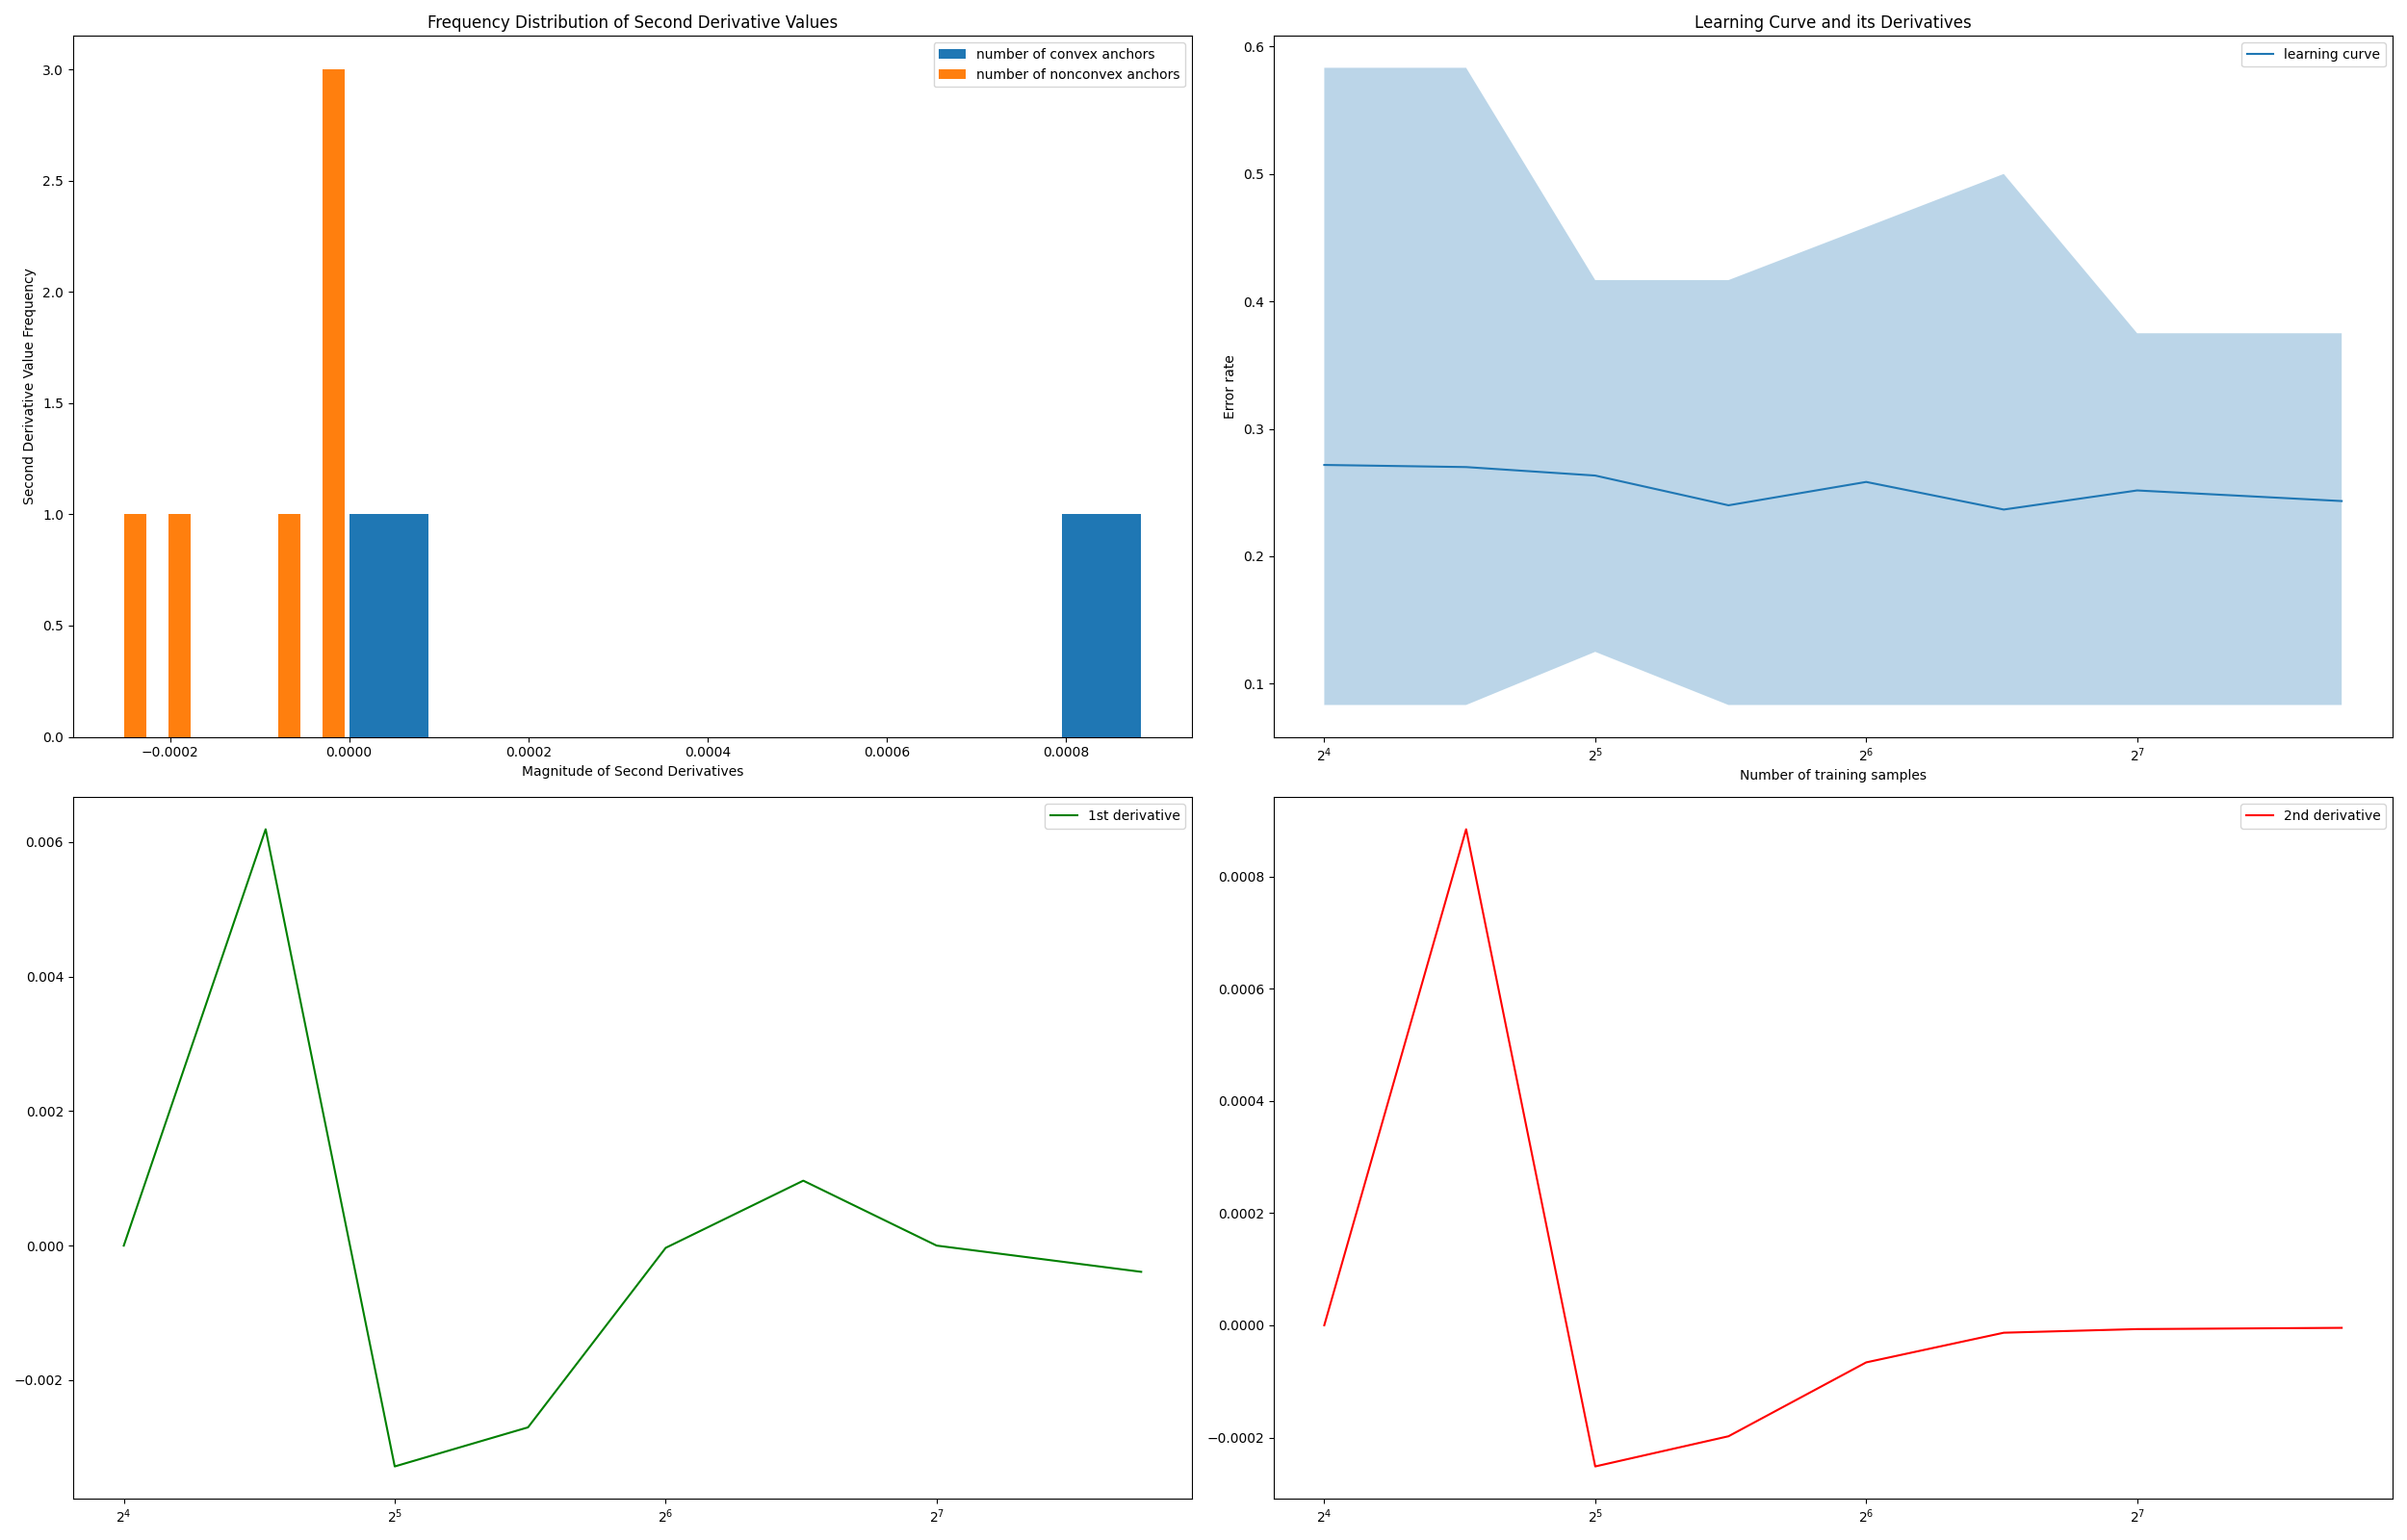 Frequency Distribution of Second Derivative Values
number of convex anchors
number of nonconvex anchors
Second Derivative Value Frequency
3.0
2.5
2.0
1.5
1.0
0.5
0.0
−0.0002 0.0000 0.0002 0.0004 0.0006 0.0008
Magnitude of Second Derivatives
Learning Curve and its Derivatives
learning curve
Error rate
0.6
0.5
0.4
0.3
0.2
0.1
2⁴ 2⁵ 2⁶ 2⁷
Number of training samples
1st derivative
0.006
0.004
0.002
0.000
−0.002
2⁴ 2⁵ 2⁶ 2⁷
2nd derivative
0.0008
0.0006
0.0004
0.0002
0.0000
−0.0002
2⁴ 2⁵ 2⁶ 2⁷